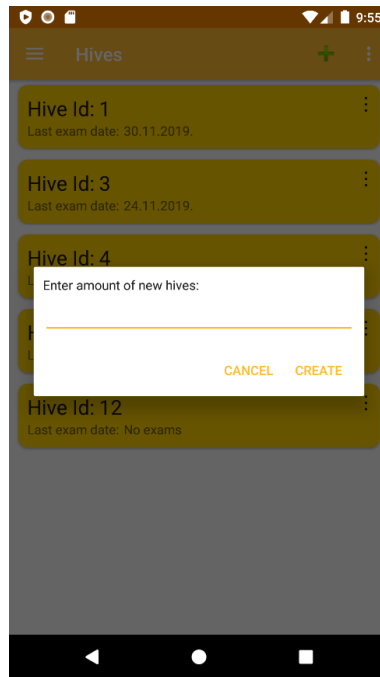 9:55
Hives
Hive Id: 1
Last exam date: 30.11.2019.
Hive Id: 3
Last exam date: 24.11.2019.
Hive Id: 4
Enter amount of new hives:
CANCEL CREATE
Hive Id: 12
Last exam date: No exams